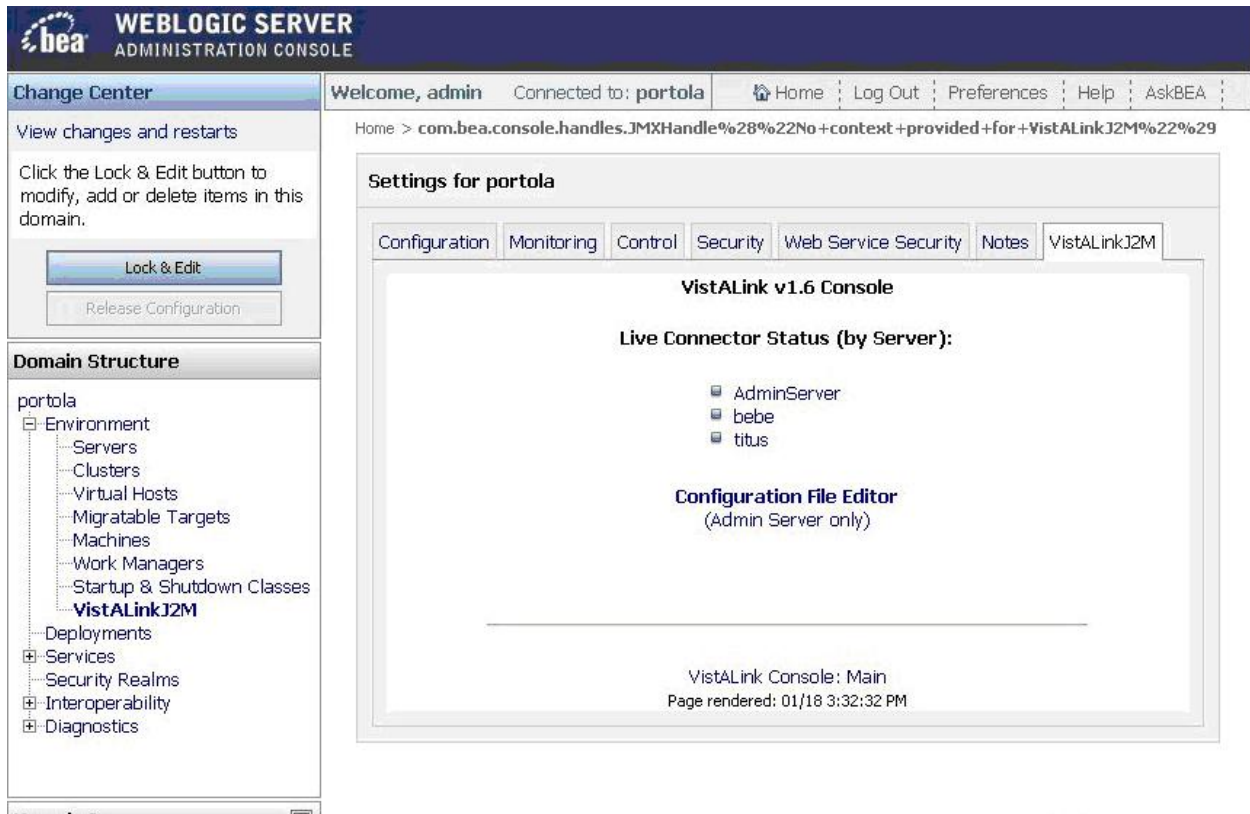 bea
WEBLOGIC SERVER
ADMINISTRATION CONSOLE
Change Center
View changes and restarts
Click the Lock & Edit button to
modify, add or delete items in this
domain.
Lock & Edit
Release Configuration
Domain Structure
portola
Environment
Servers
Clusters
Virtual Hosts
Migratable Targets
Machines
Work Managers
Startup & Shutdown Classes
VistALinkJ2M
Deployments
Services
Security Realms
Interoperability
Diagnostics
Welcome, admin Connected to: portola Home Log Out Preferences Help AskBEA
Home > com.bea.console.handles.JMXHandle%28%22No+context+provided+for+VistALinkJ2M%22%29
Settings for portola
Configuration Monitoring Control Security Web Service Security Notes VistALinkJ2M
VistALink v1.6 Console
Live Connector Status (by Server):
AdminServer
bebe
titus
Configuration File Editor
(Admin Server only)
VistALink Console: Main
Page rendered: 01/18 3:32:32 PM